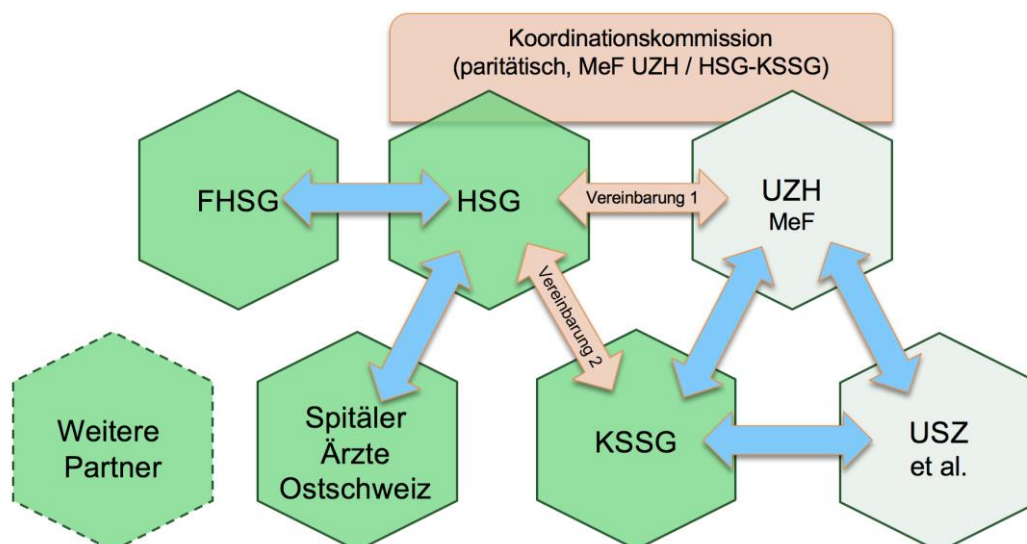 Koordinationskommission
(paritätisch, MeF UZH / HSG-KSSG)
FHSG
HSG
Vereinbarung 1
UZH
MeF
Vereinbarung 2
Weitere
Partner
Spitäler
Ärzte
Ostschweiz
KSSG
USZ
et al.